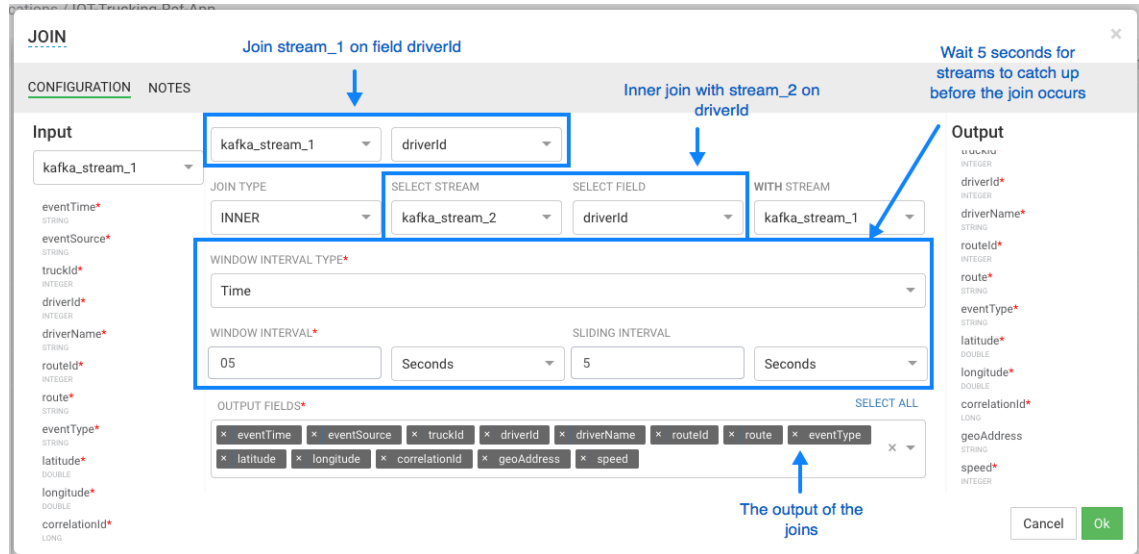 cations / IOT-Trucking-Ref-App
JOIN
×
Join stream_1 on field driverId
Wait 5 seconds for
streams to catch up
before the join occurs
Inner join with stream_2 on
driverId
CONFIGURATION NOTES
Input
kafka_stream_1
eventTime*
STRING
eventSource*
STRING
truckId*
INTEGER
driverId*
INTEGER
driverName*
STRING
routeId*
INTEGER
route*
STRING
eventType*
STRING
latitude*
DOUBLE
longitude*
DOUBLE
correlationId*
LONG
kafka_stream_1 driverId
JOIN TYPE SELECT STREAM SELECT FIELD WITH STREAM
INNER kafka_stream_2 driverId kafka_stream_1
WINDOW INTERVAL TYPE*
Time
WINDOW INTERVAL* SLIDING INTERVAL
05 Seconds 5 Seconds
OUTPUT FIELDS* SELECT ALL
× eventTime × eventSource × truckId × driverId × driverName × routeId × route × eventType
× latitude × longitude × correlationId × geoAddress × speed
×
The output of the
joins
Output
truckId
INTEGER
driverId*
INTEGER
driverName*
STRING
routeId*
INTEGER
route*
STRING
eventType*
STRING
latitude*
DOUBLE
longitude*
DOUBLE
correlationId*
LONG
geoAddress
STRING
speed*
INTEGER
Cancel Ok